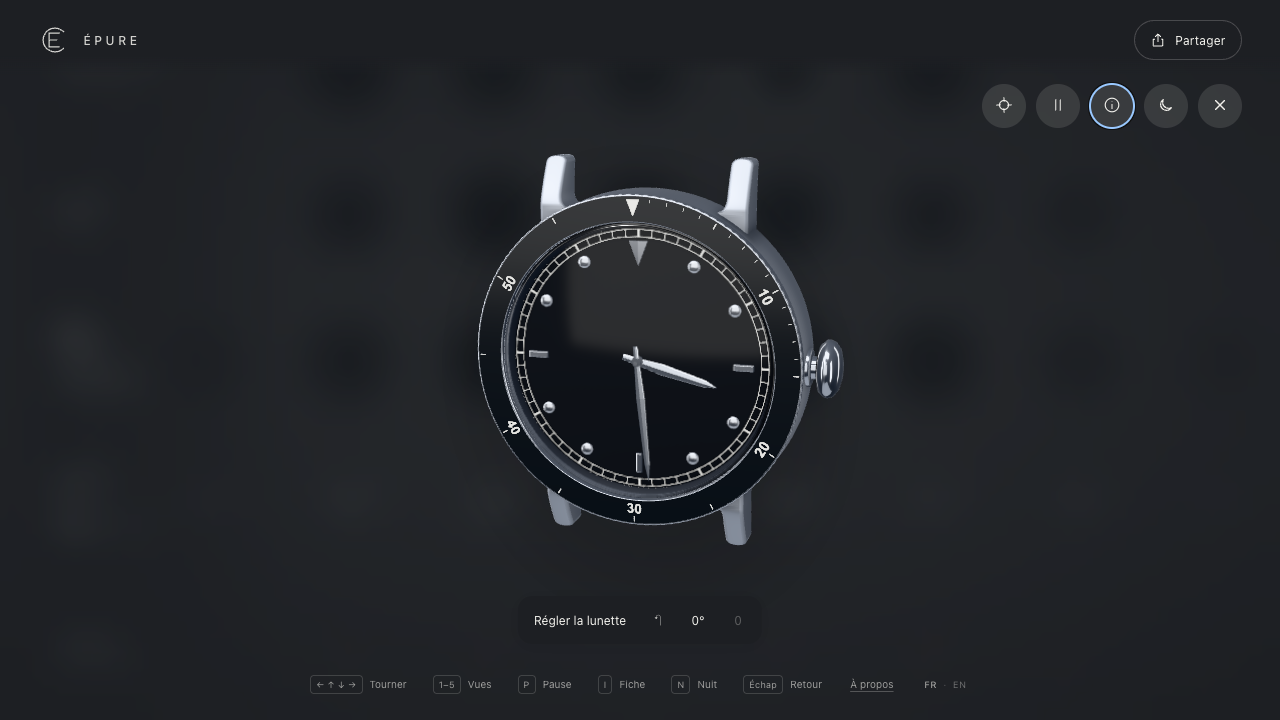 ÉPURE
Partager
50
10
40
20
30
Régler la lunette 0° 0
← ↑ ↓ → Tourner 1–5 Vues P Pause I Fiche N Nuit Échap Retour À propos FR · EN